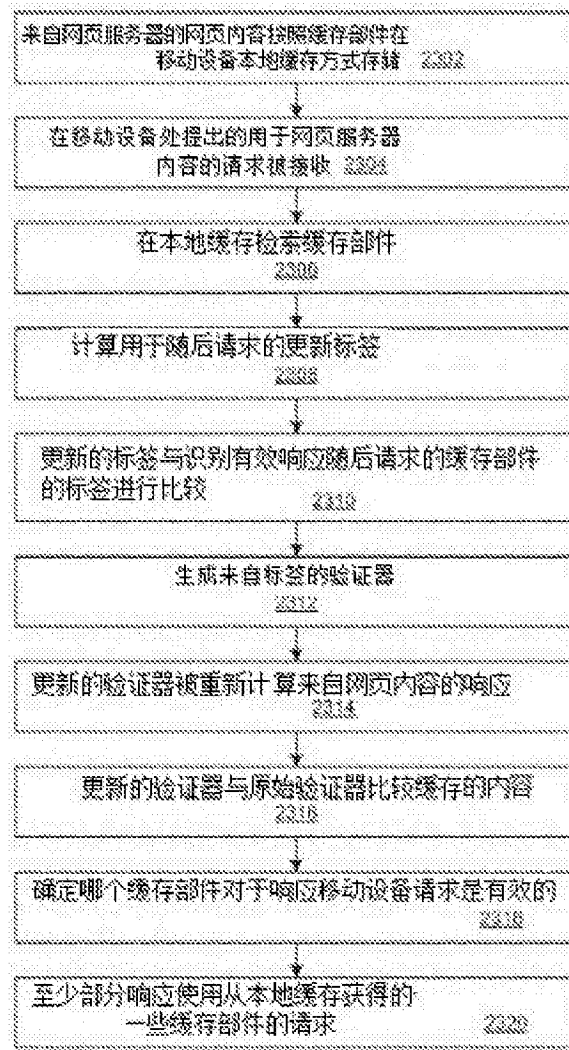 来自网页服务器的网页内容按照缓存部件在
移动设备本地缓存方式存储 2302
在移动设备处提出的用于网页服务器
内容的请求被接收 2304
在本地缓存检索缓存部件
2306
计算用于随后请求的更新标签
2308
更新的标签与识别有效响应随后请求的缓存部件
的标签进行比较 2310
生成来自标签的验证器
2312
更新的验证器被重新计算来自网页内容的响应
2314
更新的验证器与原始验证器比较缓存的内容
2316
确定哪个缓存部件对于响应移动设备请求是有效的
2318
至少部分响应使用从本地缓存获得的
一些缓存部件的请求 2320